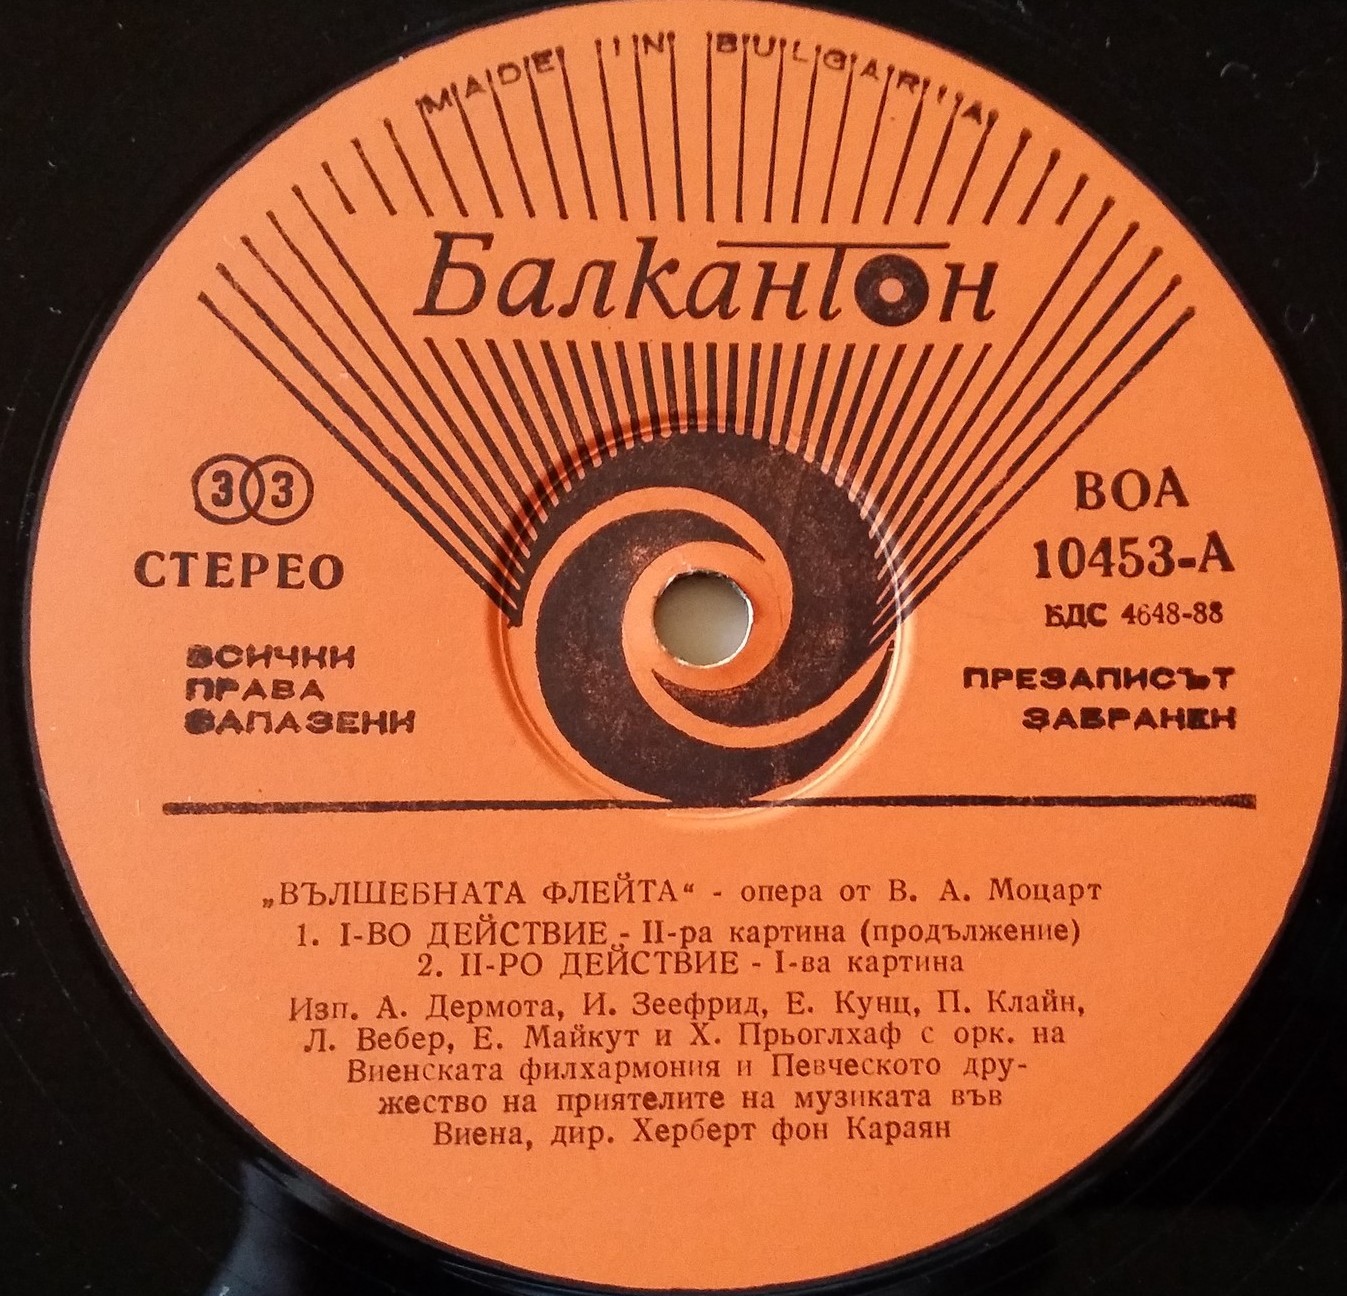 MADE IN BULGARIA
Балкантон
33
СТЕРЕО
ВСИЧКИ
ПРАВА
ЗАПАЗЕНИ
ВОА
10453-А
БДС 4648-88
ПРЕЗАПИСЪТ
ЗАБРАНЕН
„ВЪЛШЕБНАТА ФЛЕЙТА“ - опера от В. А. Моцарт
1. I-ВО ДЕЙСТВИЕ - II-ра картина (продължение)
2. II-РО ДЕЙСТВИЕ - I-ва картина
Изп. А. Дермота, И. Зеефрид, Е. Кунц, П. Клайн,
Л. Вебер, Е. Майкут и Х. Прьоглхаф с орк. на
Виенската филхармония и Певческото дру-
жество на приятелите на музиката във
Виена, дир. Херберт фон Караян